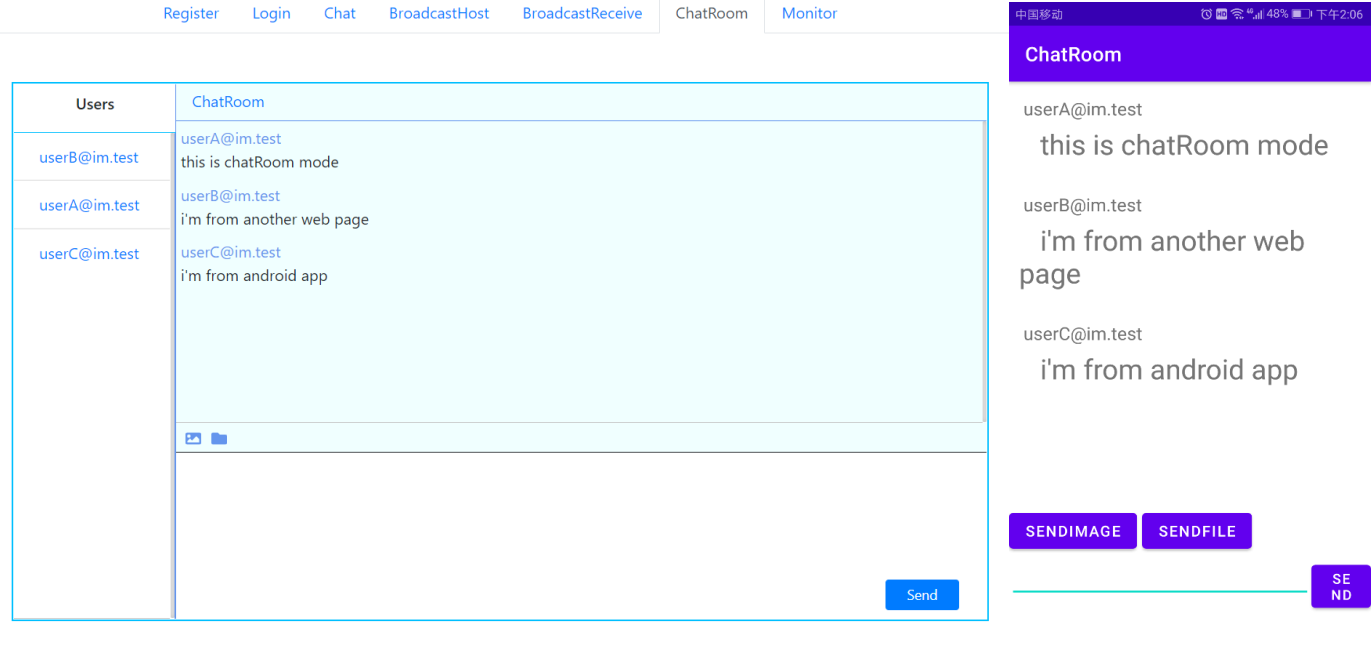 Register Login Chat BroadcastHost BroadcastReceive ChatRoom Monitor
Users
userB@im.test
userA@im.test
userC@im.test
ChatRoom
userA@im.test
this is chatRoom mode
userB@im.test
i'm from another web page
userC@im.test
i'm from android app
Send
中国移动 HD 48% 下午2:06
ChatRoom
userA@im.test
this is chatRoom mode
userB@im.test
i'm from another web
page
userC@im.test
i'm from android app
SENDIMAGE SENDFILE
SE
ND